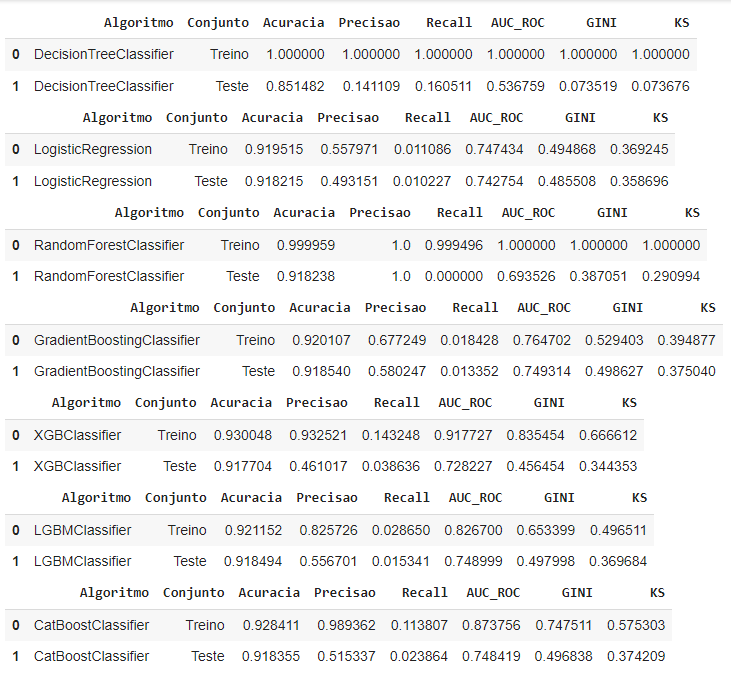 Algoritmo Conjunto Acuracia Precisao Recall AUC_ROC GINI KS
0 DecisionTreeClassifier Treino 1.000000 1.000000 1.000000 1.000000 1.000000 1.000000
1 DecisionTreeClassifier Teste 0.851482 0.141109 0.160511 0.536759 0.073519 0.073676
Algoritmo Conjunto Acuracia Precisao Recall AUC_ROC GINI KS
0 LogisticRegression Treino 0.919515 0.557971 0.011086 0.747434 0.494868 0.369245
1 LogisticRegression Teste 0.918215 0.493151 0.010227 0.742754 0.485508 0.358696
Algoritmo Conjunto Acuracia Precisao Recall AUC_ROC GINI KS
0 RandomForestClassifier Treino 0.999959 1.0 0.999496 1.000000 1.000000 1.000000
1 RandomForestClassifier Teste 0.918238 1.0 0.000000 0.693526 0.387051 0.290994
Algoritmo Conjunto Acuracia Precisao Recall AUC_ROC GINI KS
0 GradientBoostingClassifier Treino 0.920107 0.677249 0.018428 0.764702 0.529403 0.394877
1 GradientBoostingClassifier Teste 0.918540 0.580247 0.013352 0.749314 0.498627 0.375040
Algoritmo Conjunto Acuracia Precisao Recall AUC_ROC GINI KS
0 XGBClassifier Treino 0.930048 0.932521 0.143248 0.917727 0.835454 0.666612
1 XGBClassifier Teste 0.917704 0.461017 0.038636 0.728227 0.456454 0.344353
Algoritmo Conjunto Acuracia Precisao Recall AUC_ROC GINI KS
0 LGBMClassifier Treino 0.921152 0.825726 0.028650 0.826700 0.653399 0.496511
1 LGBMClassifier Teste 0.918494 0.556701 0.015341 0.748999 0.497998 0.369684
Algoritmo Conjunto Acuracia Precisao Recall AUC_ROC GINI KS
0 CatBoostClassifier Treino 0.928411 0.989362 0.113807 0.873756 0.747511 0.575303
1 CatBoostClassifier Teste 0.918355 0.515337 0.023864 0.748419 0.496838 0.374209